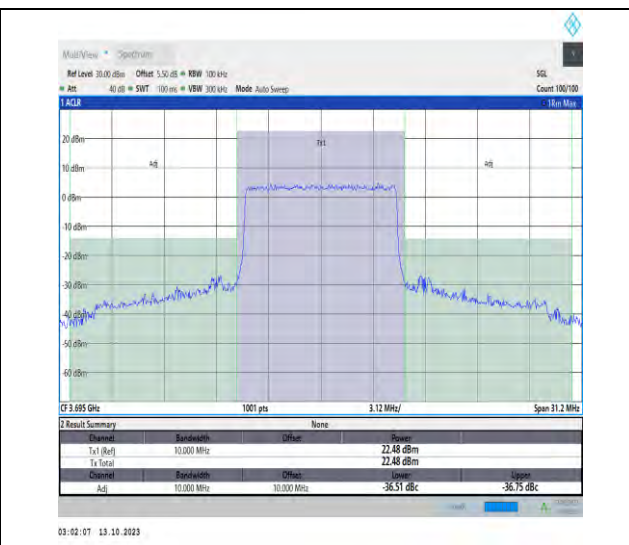 MultiView Spectrum
Ref Level 30.00 dBm Offset 5.50 dB RBW 100 kHz SGL
Att 40 dB SWT 100 ms VBW 300 kHz Mode Auto Sweep Count 100/100
1 ACLR 1Rm Max
20 dBm
Tx1
Adj Adj
10 dBm
0 dBm
-10 dBm
-20 dBm
-30 dBm
-40 dBm
-50 dBm
-60 dBm
CF 3.695 GHz 1001 pts 3.12 MHz/ Span 31.2 MHz
2 Result Summary None
Channel Bandwidth Offset Power
Tx1 (Ref) 10.000 MHz 22.48 dBm
Tx Total 22.48 dBm
Channel Bandwidth Offset Lower Upper
Adj 10.000 MHz 10.000 MHz -36.51 dBc -36.75 dBc
03:02:07 13.10.2023